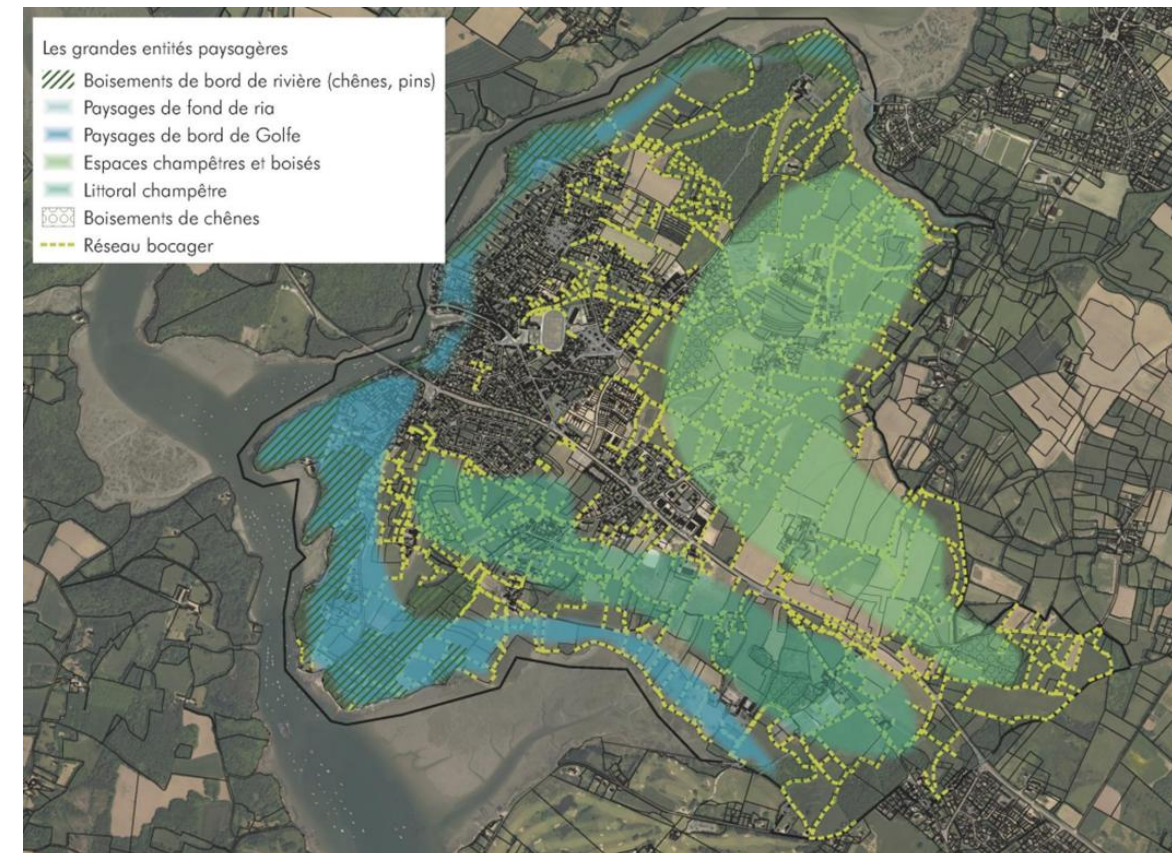 Les grandes entités paysagères
Boisements de bord de rivière (chênes, pins)
Paysages de fond de ria
Paysages de bord de Golfe
Espaces champêtres et boisés
Littoral champêtre
Boisements de chênes
Réseau bocager